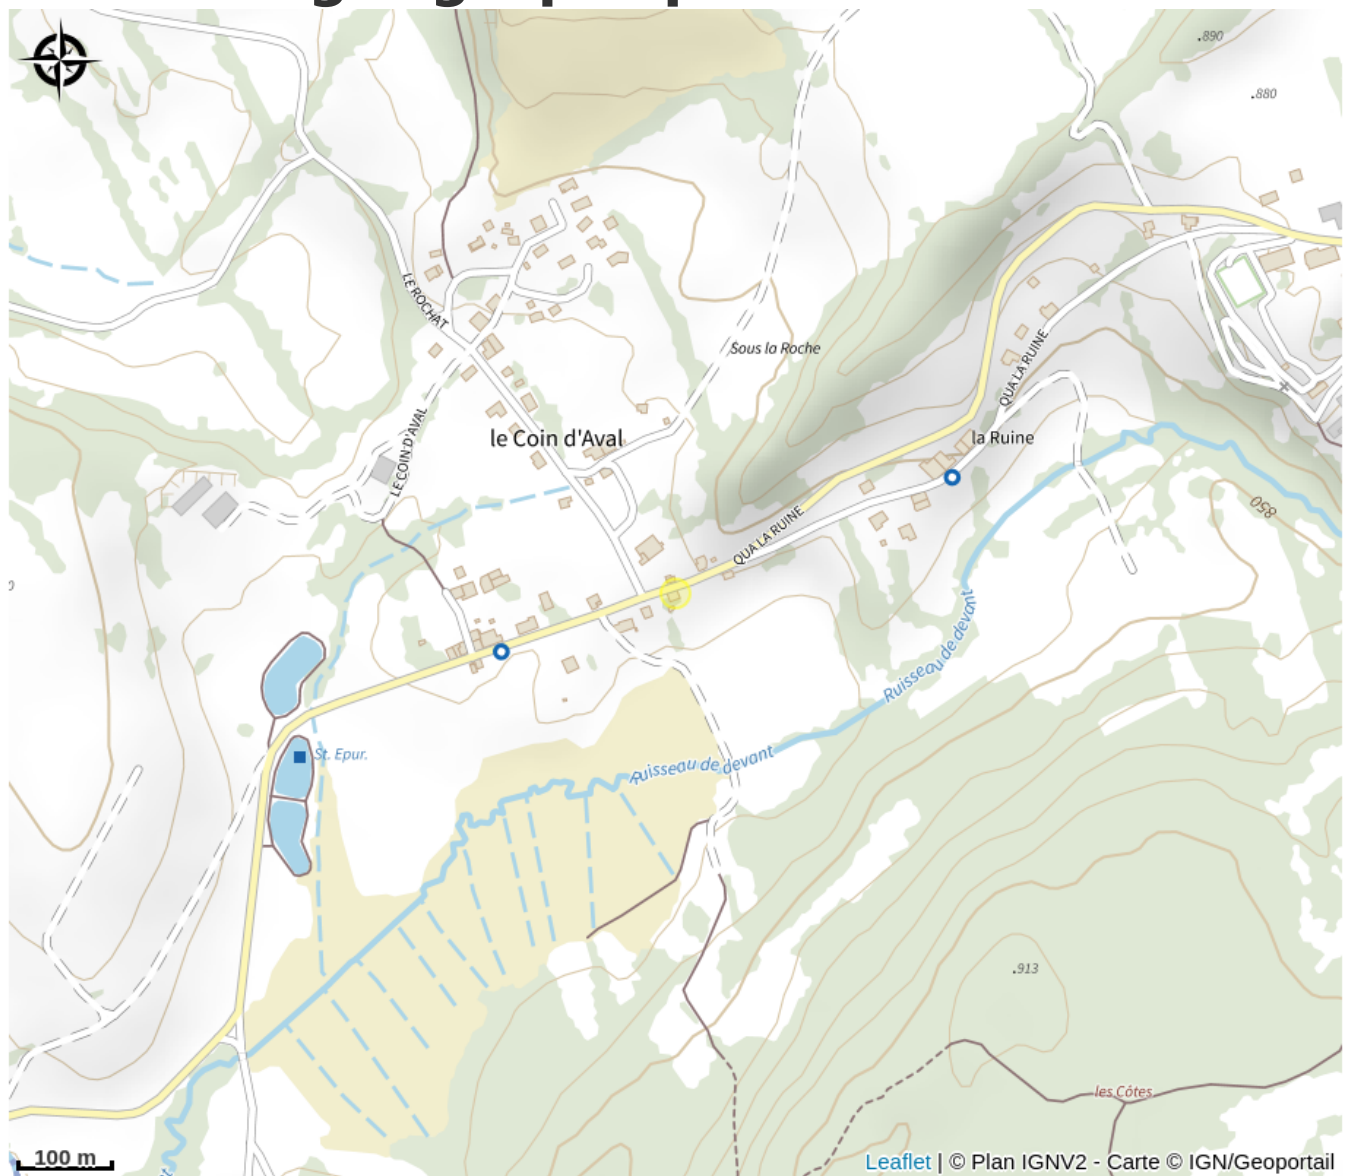 890
880
LE ROCHAT
Sous la Roche
QUA LA RUINE
le Coin d'Aval
la Ruine
LE COIN D'AVAL
850
QUA LA RUINE
Ruisseau de devant
St. Epur.
Ruisseau de devant
913
les Côtes
100 m
Leaflet | © Plan IGNV2 - Carte © IGN/Geoportail